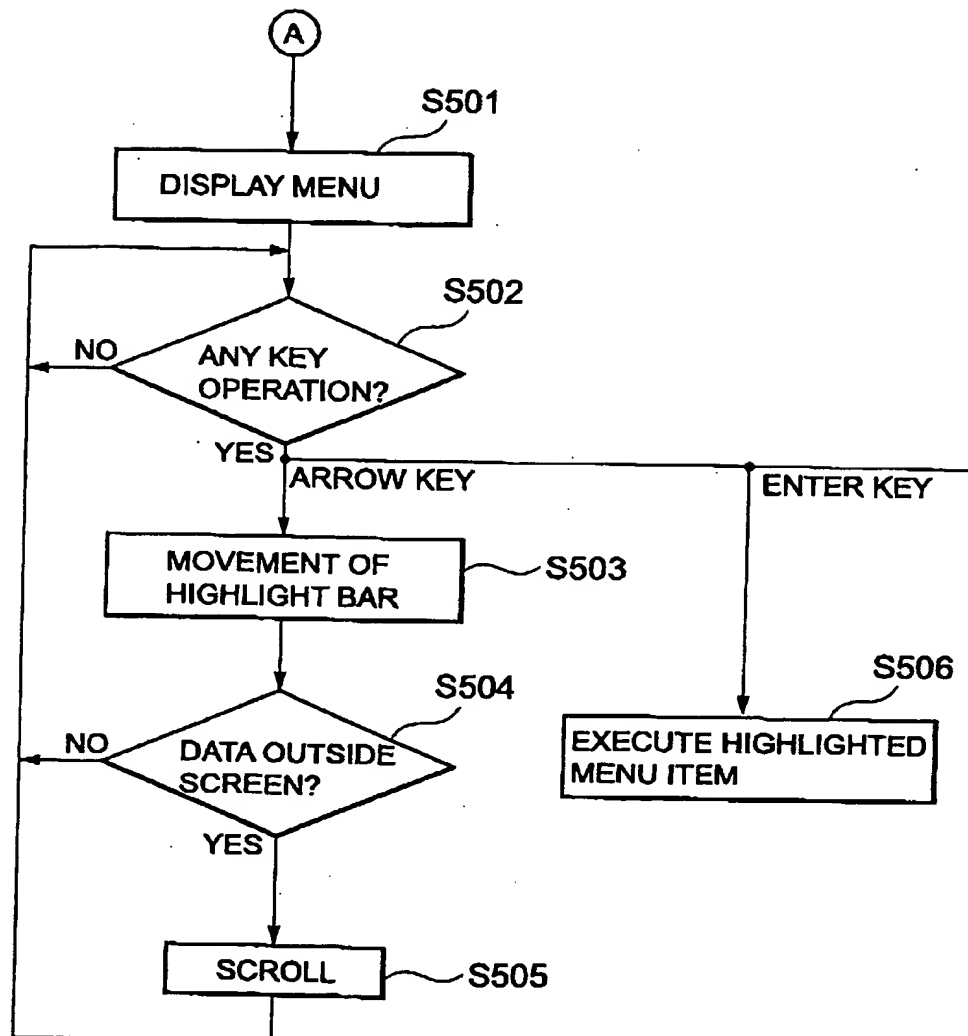 A
S501
DISPLAY MENU
S502
NO
ANY KEY
OPERATION?
YES
ARROW KEY
ENTER KEY
MOVEMENT OF
HIGHLIGHT BAR
S503
S504
NO
DATA OUTSIDE
SCREEN?
YES
S506
EXECUTE HIGHLIGHTED
MENU ITEM
SCROLL
S505